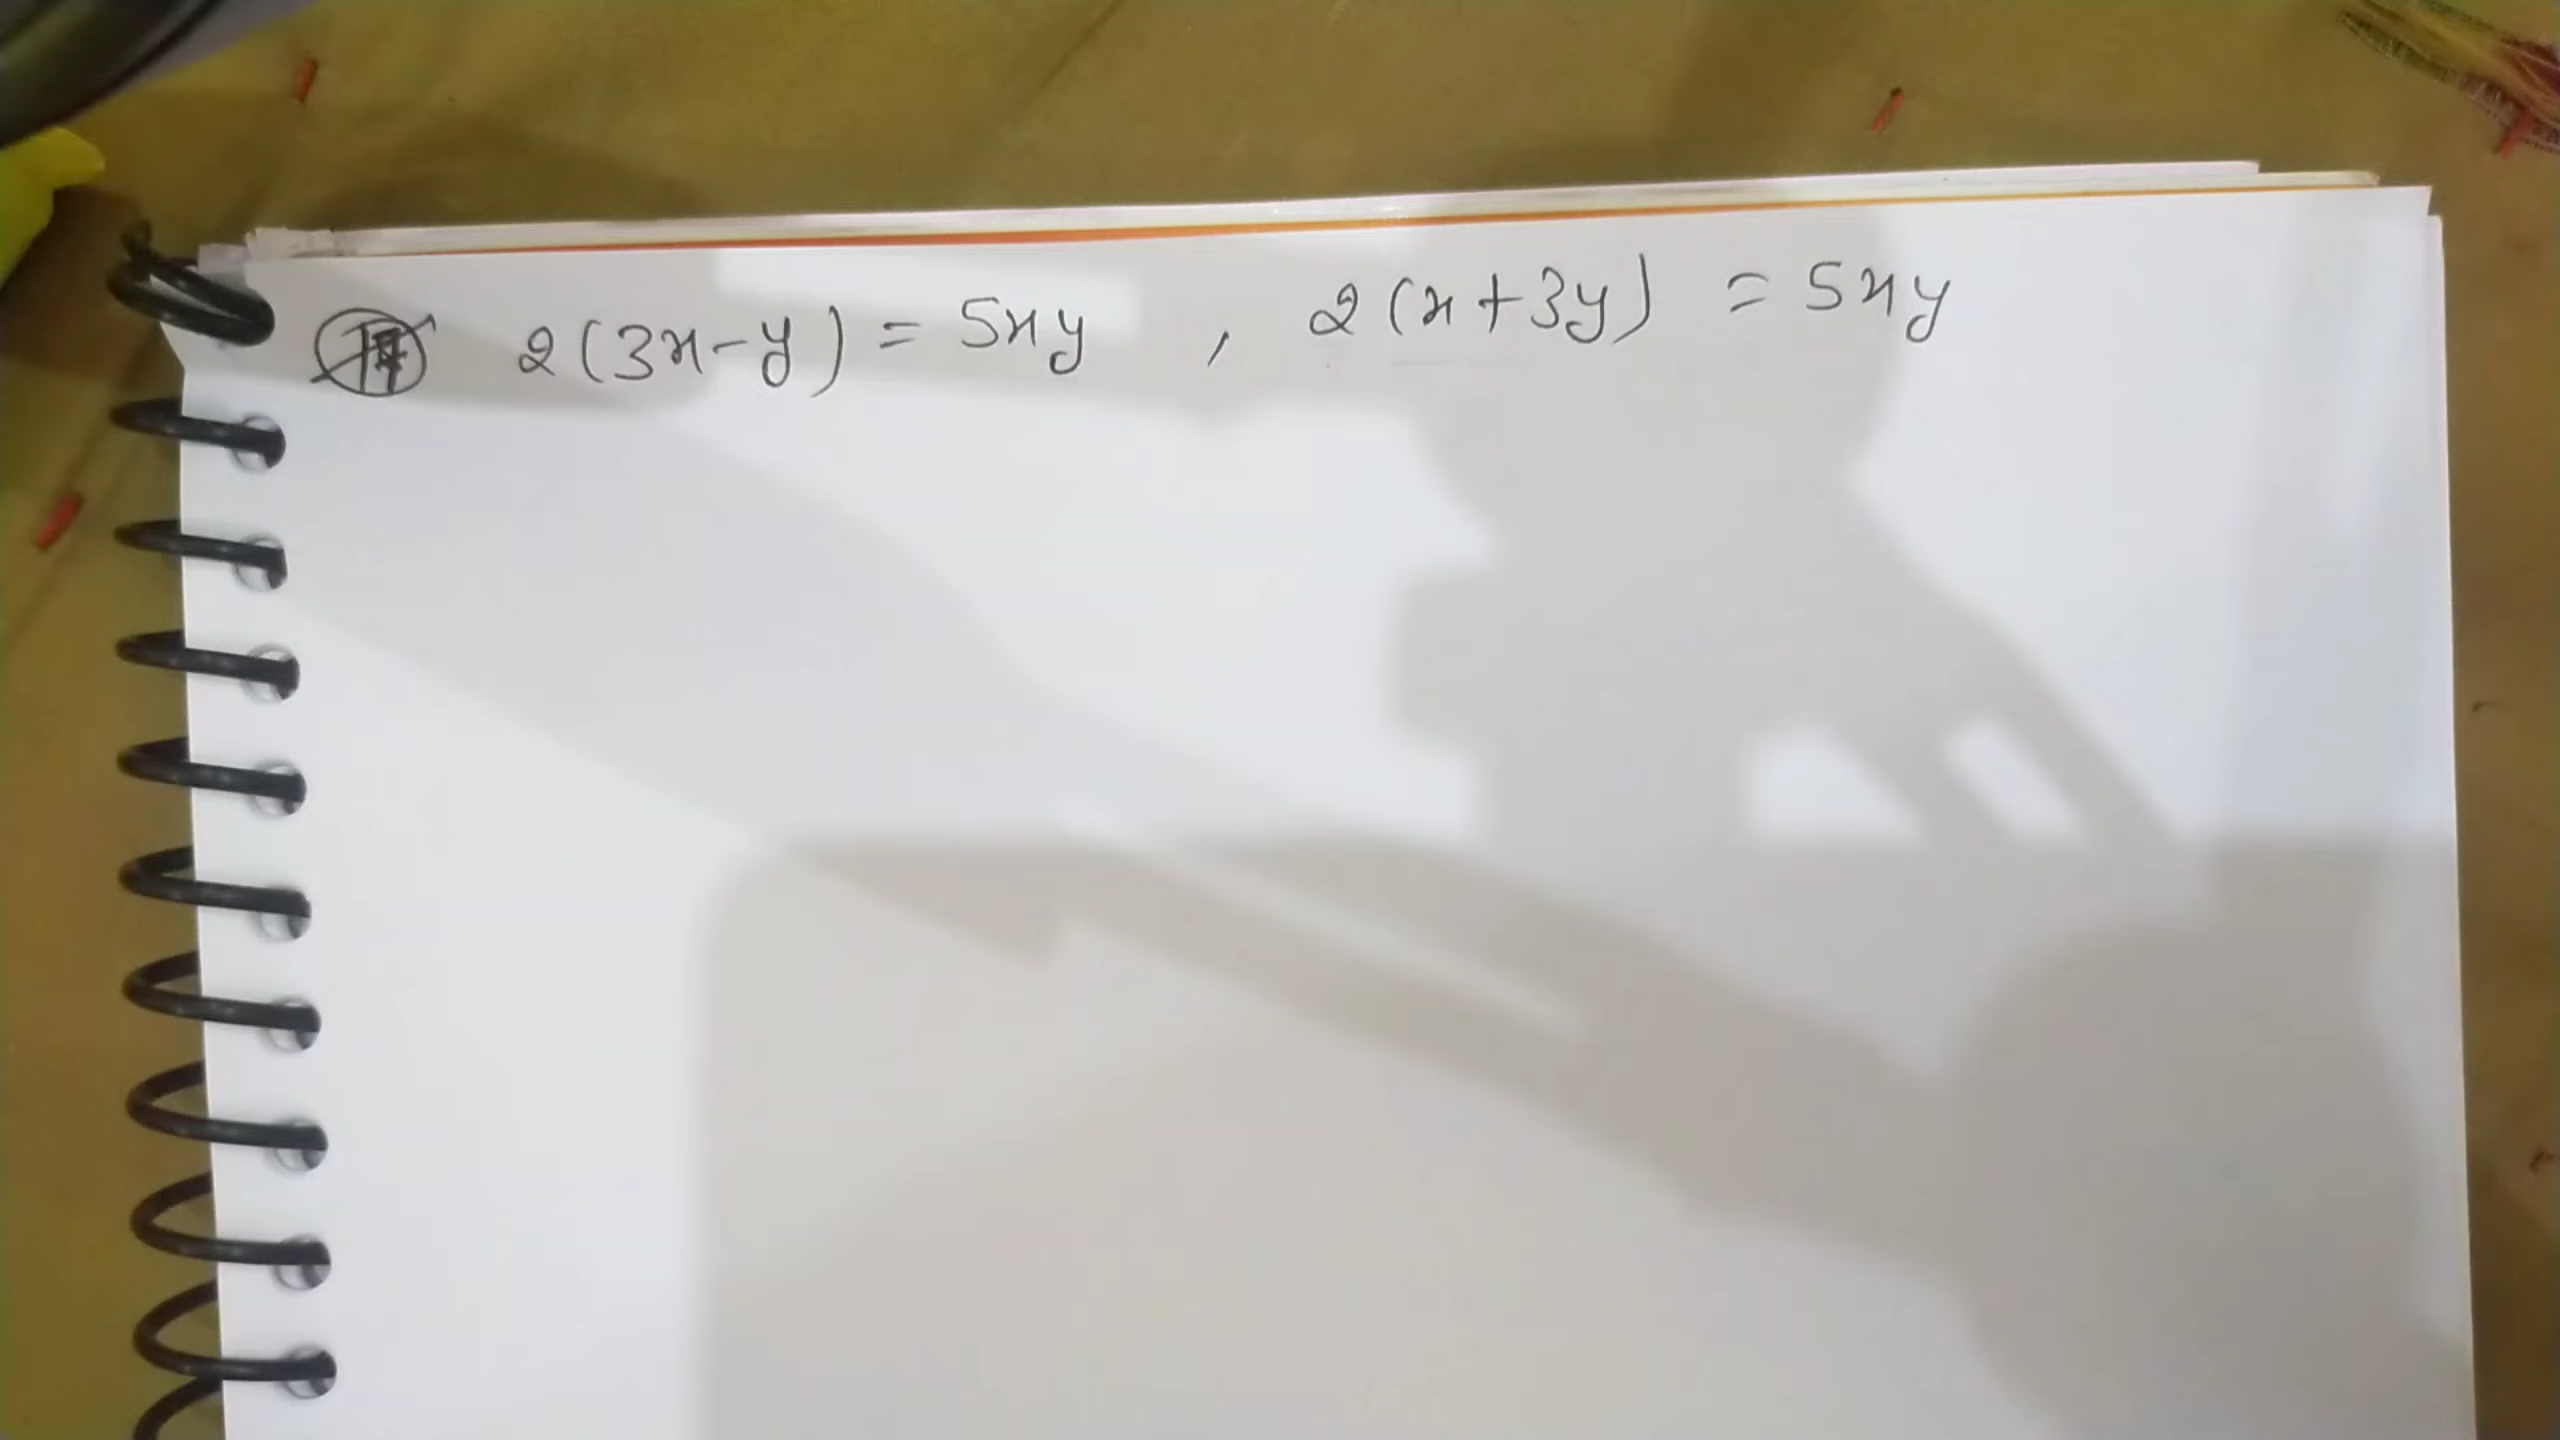 2(3x-y) = 5xy , 2(x+3y) = 5xy